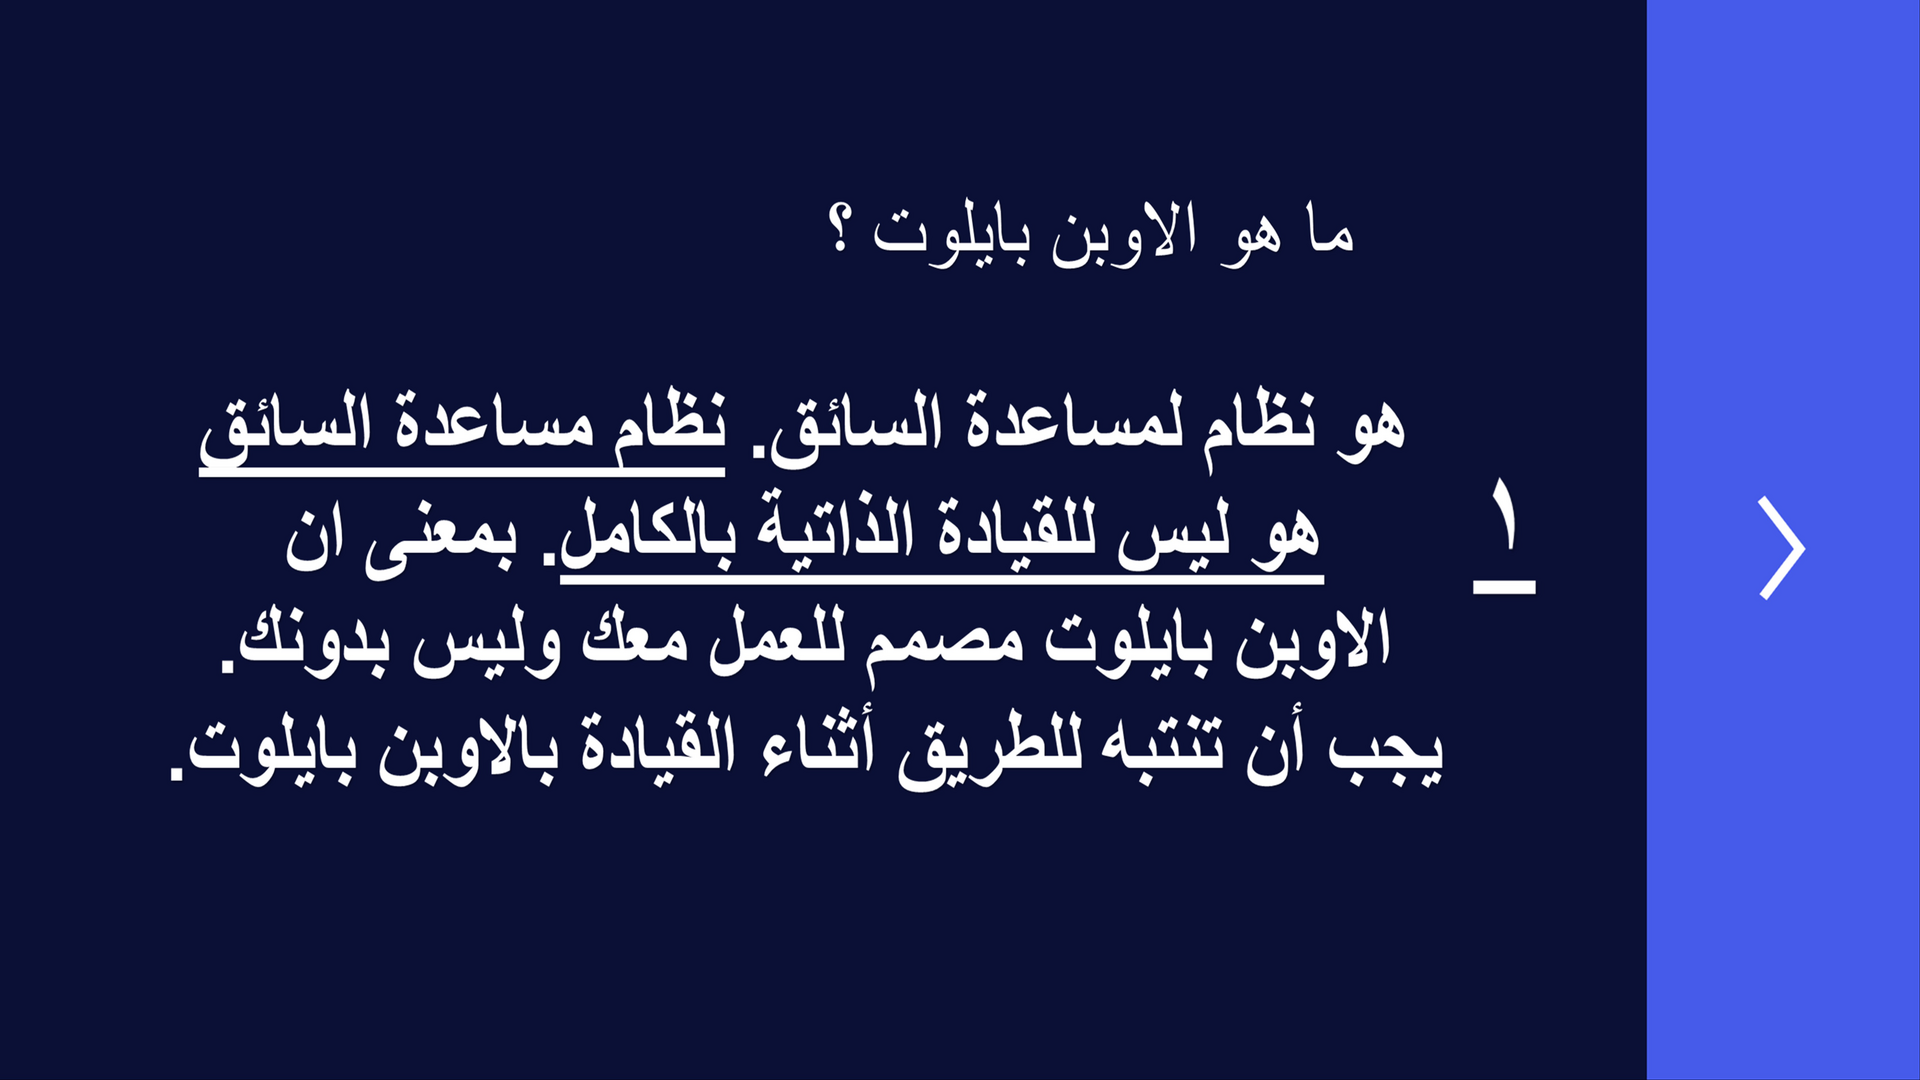 ما هو الاوبن بايلوت ؟
١
هو نظام لمساعدة السائق. نظام مساعدة السائق
هو ليس للقيادة الذاتية بالكامل. بمعنى ان
الاوبن بايلوت مصمم للعمل معك وليس بدونك.
يجب أن تنتبه للطريق أثناء القيادة بالاوبن بايلوت.